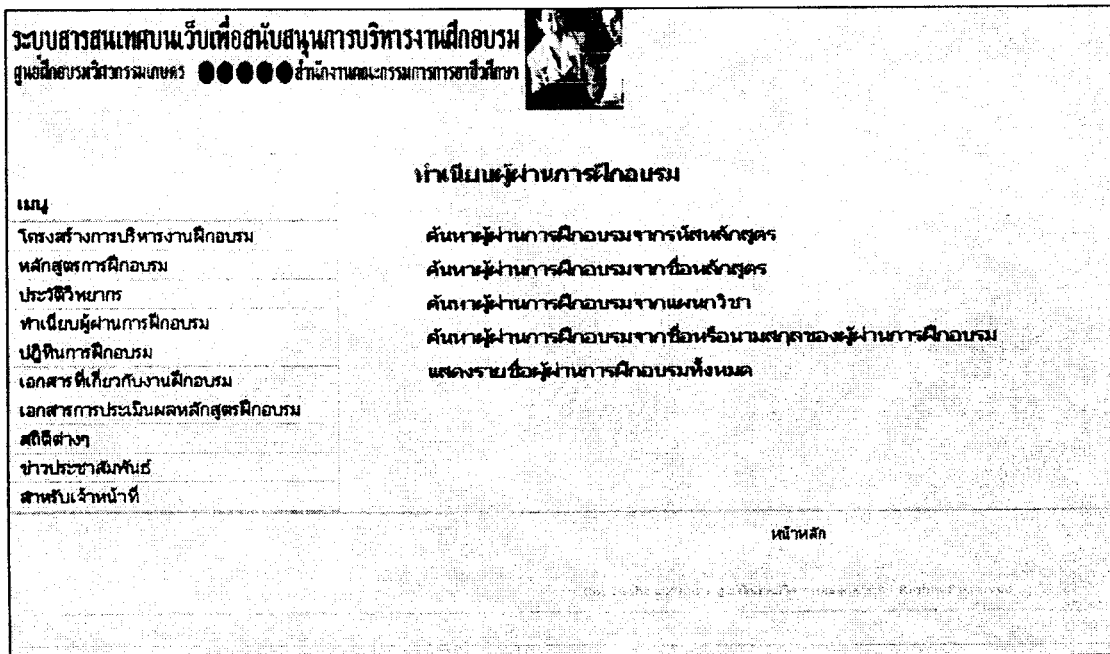 ระบบสารสนเทศบนเว็บเพื่อสนับสนุนการบริหารงานฝึกอบรม
ศูนย์ฝึกอบรมวิศวกรรมเกษตร สำนักงานคณะกรรมการการอาชีวศึกษา
ทำเนียบผู้ผ่านการฝึกอบรม
เมนู
โครงสร้างการบริหารงานฝึกอบรม
หลักสูตรการฝึกอบรม
ประวัติวิทยากร
ทำเนียบผู้ผ่านการฝึกอบรม
ปฏิทินการฝึกอบรม
เอกสารที่เกี่ยวกับงานฝึกอบรม
เอกสารการประเมินผลหลักสูตรฝึกอบรม
สถิติต่างๆ
ข่าวประชาสัมพันธ์
สำหรับเจ้าหน้าที่
ค้นหาผู้ผ่านการฝึกอบรมจากรหัสหลักสูตร
ค้นหาผู้ผ่านการฝึกอบรมจากชื่อหลักสูตร
ค้นหาผู้ผ่านการฝึกอบรมจากแผนกวิชา
ค้นหาผู้ผ่านการฝึกอบรมจากชื่อหรือนามสกุลของผู้ผ่านการฝึกอบรม
แสดงรายชื่อผู้ผ่านการฝึกอบรมทั้งหมด
หน้าหลัก